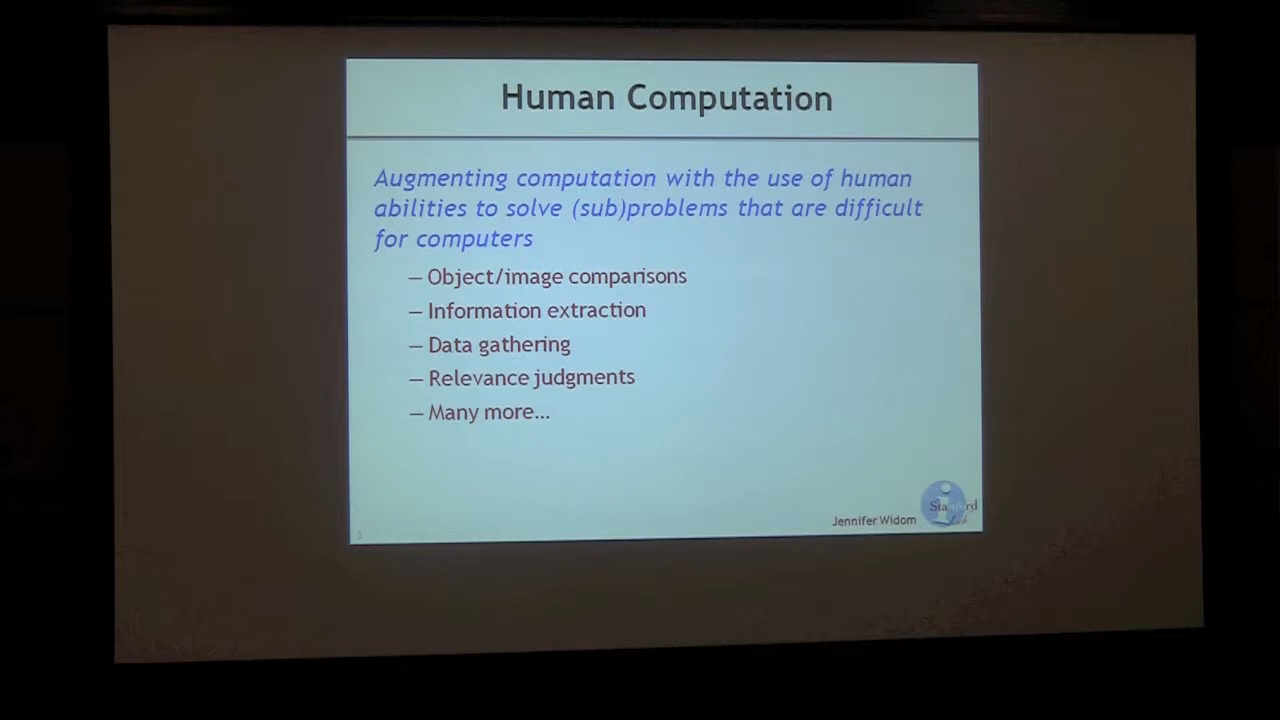 Human Computation
Augmenting computation with the use of human
abilities to solve (sub)problems that are difficult
for computers
– Object/image comparisons
– Information extraction
– Data gathering
– Relevance judgments
– Many more...
Jennifer Widom
Stanford